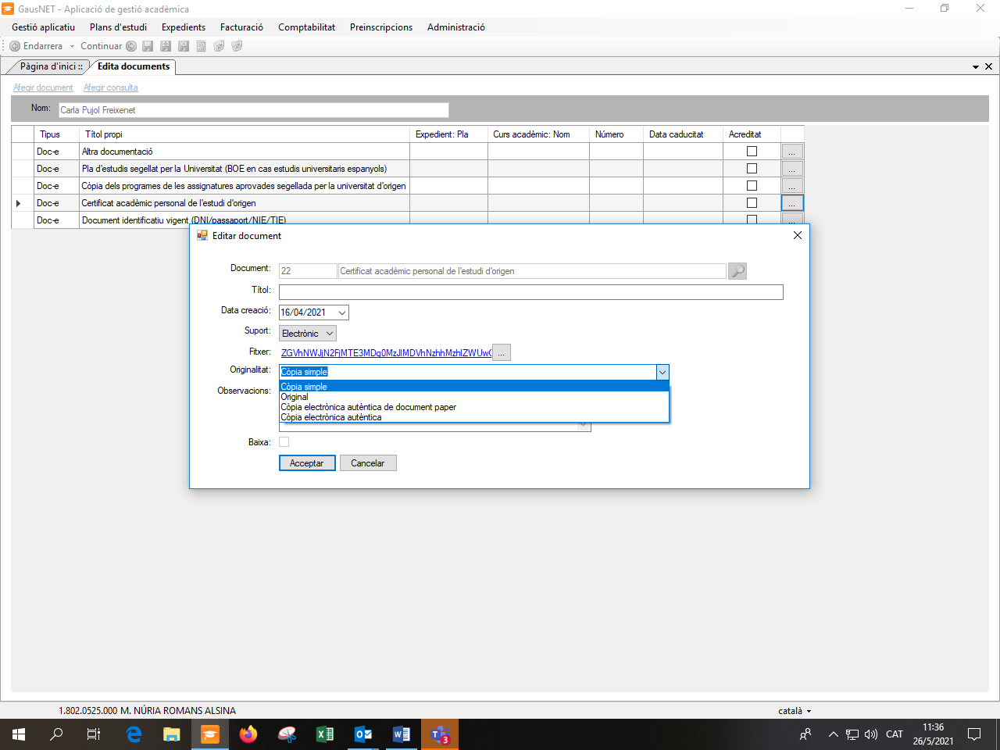 GausNET - Aplicació de gestió acadèmica
Gestió aplicatiu Plans d'estudi Expedients Facturació Comptabilitat Preinscripcions Administració
Endarrera Continuar
Pàgina d'inici :: Edita documents
Afegir document Afegir consulta
Nom: Carla Pujol Freixenet
Tipus Títol propi Expedient: Pla Curs acadèmic: Nom Número Data caducitat Acreditat
Doc-e Altra documentació ...
Doc-e Pla d'estudis segellat per la Universitat (BOE en cas estudis universitaris espanyols) ...
Doc-e Còpia dels programes de les assignatures aprovades segellada per la universitat d'origen ...
Doc-e Certificat acadèmic personal de l'estudi d'origen ...
Doc-e Document identificatiu vigent (DNI/passaport/NIE/TIE) ...
Editar document
Document: 22 Certificat acadèmic personal de l'estudi d'origen
Títol:
Data creació: 16/04/2021
Suport: Electrònic
Fitxer: ...
Originalitat: Còpia simple
Còpia simple
Observacions:
Original
Còpia electrònica autèntica de document paper
Còpia electrònica autèntica
Baixa:
Acceptar Cancelar
1.802.0525.000 M. NÚRIA ROMANS ALSINA català
3
CAT 11:36
26/5/2021